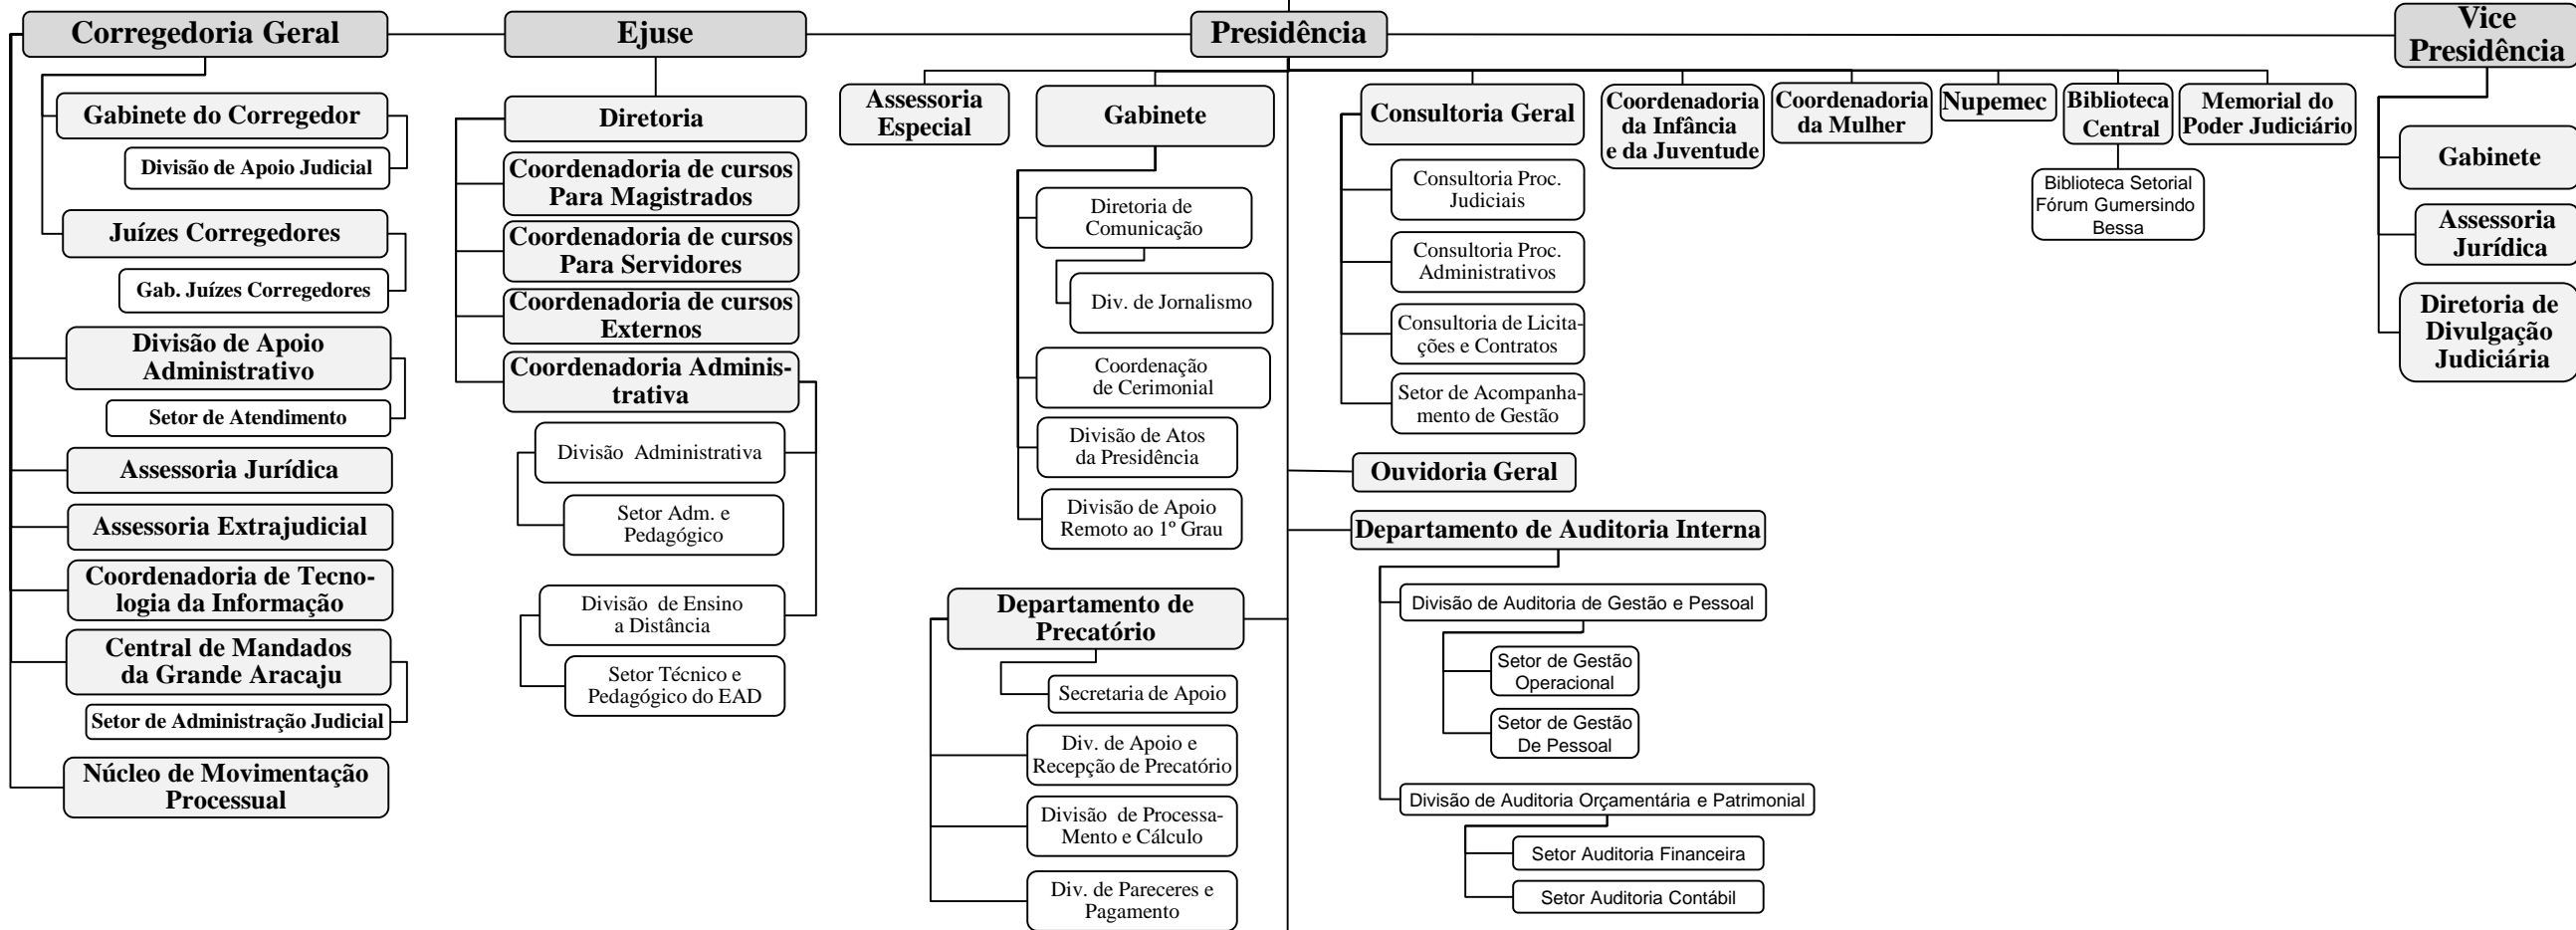 Corregedoria Geral
Ejuse
Presidência
Vice
Presidência
Gabinete do Corregedor
Divisão de Apoio Judicial
Juízes Corregedores
Gab. Juízes Corregedores
Divisão de Apoio
Administrativo
Setor de Atendimento
Assessoria Jurídica
Assessoria Extrajudicial
Coordenadoria de Tecno-
logia da Informação
Central de Mandados
da Grande Aracaju
Setor de Administração Judicial
Núcleo de Movimentação
Processual
Diretoria
Coordenadoria de cursos
Para Magistrados
Coordenadoria de cursos
Para Servidores
Coordenadoria de cursos
Externos
Coordenadoria Adminis-
trativa
Divisão Administrativa
Setor Adm. e
Pedagógico
Divisão de Ensino
a Distância
Setor Técnico e
Pedagógico do EAD
Assessoria
Especial
Gabinete
Diretoria de
Comunicação
Div. de Jornalismo
Coordenação
de Cerimonial
Divisão de Atos
da Presidência
Divisão de Apoio
Remoto ao 1º Grau
Departamento de
Precatório
Secretaria de Apoio
Div. de Apoio e
Recepção de Precatório
Divisão de Processa-
Mento e Cálculo
Div. de Pareceres e
Pagamento
Consultoria Geral
Consultoria Proc.
Judiciais
Consultoria Proc.
Administrativos
Consultoria de Licita-
ções e Contratos
Setor de Acompanha-
mento de Gestão
Ouvidoria Geral
Departamento de Auditoria Interna
Divisão de Auditoria de Gestão e Pessoal
Setor de Gestão
Operacional
Setor de Gestão
De Pessoal
Divisão de Auditoria Orçamentária e Patrimonial
Setor Auditoria Financeira
Setor Auditoria Contábil
Coordenadoria
da Infância
e da Juventude
Coordenadoria
da Mulher
Nupemec
Biblioteca
Central
Biblioteca Setorial
Fórum Gumersindo
Bessa
Memorial do
Poder Judiciário
Gabinete
Assessoria
Jurídica
Diretoria de
Divulgação
Judiciária